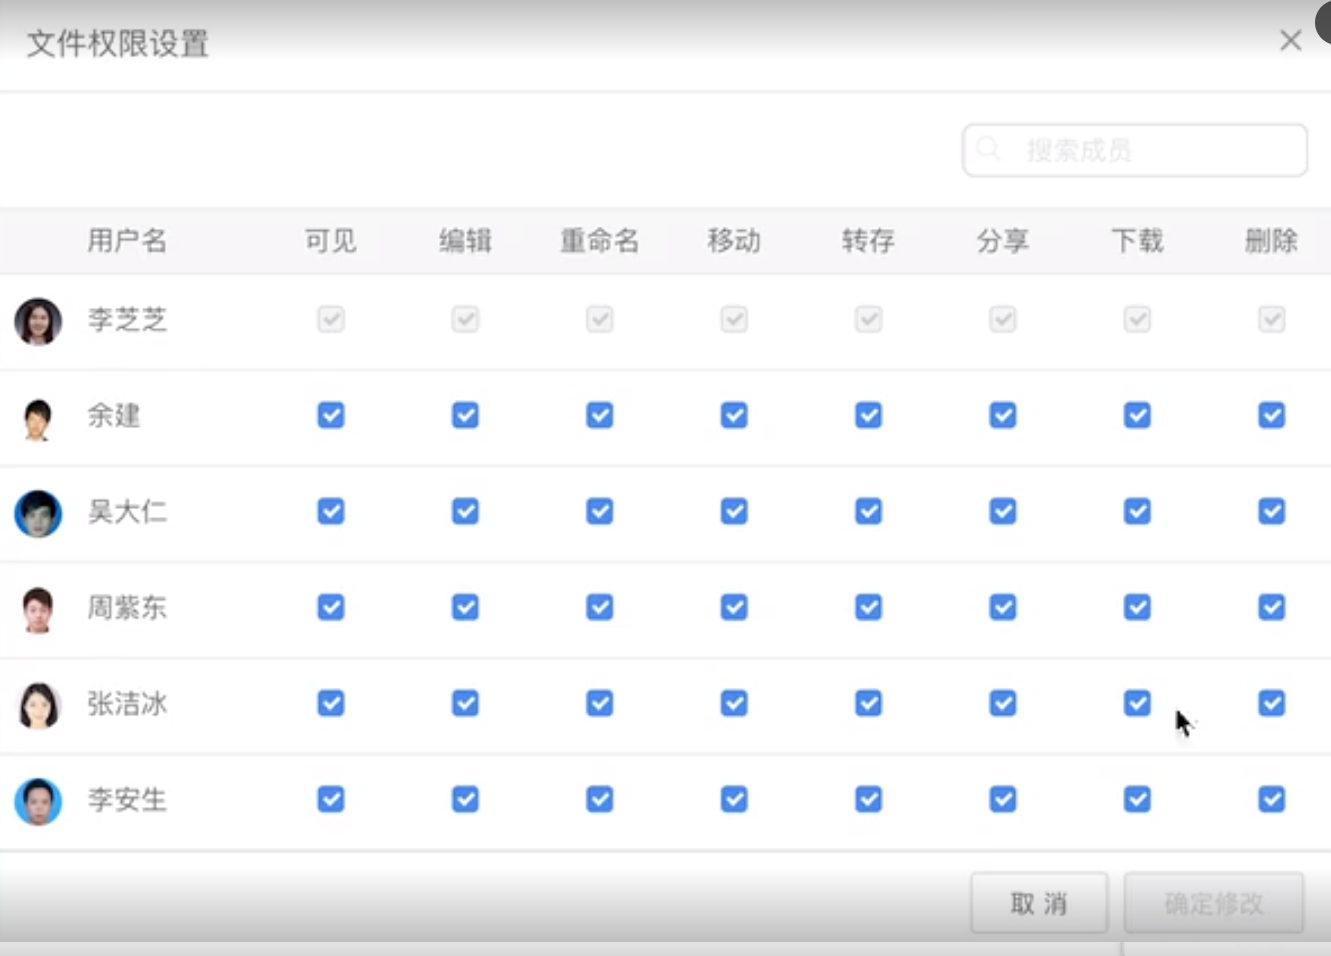 文件权限设置
搜索成员
用户名 可见 编辑 重命名 移动 转存 分享 下载 删除
李芝芝
余建
吴大仁
周紫东
张洁冰
李安生
取 消 确定修改